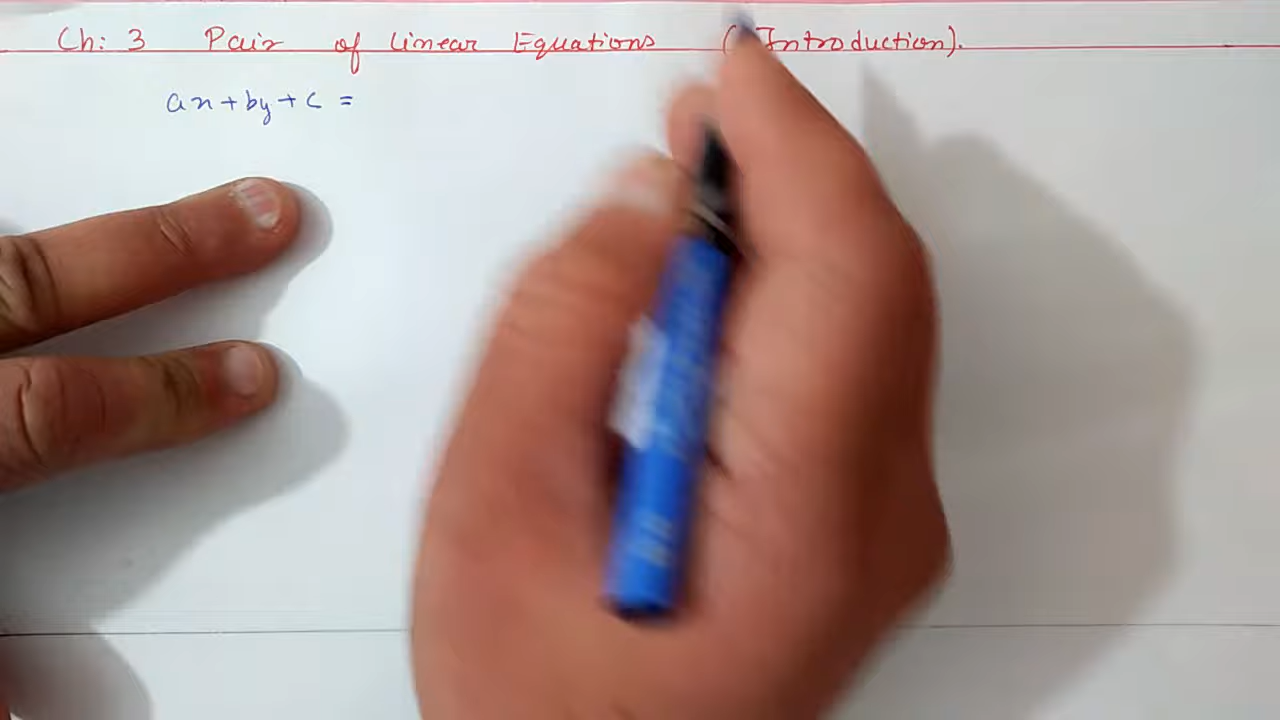 Ch: 3 Pair of Linear Equations (Introduction).
ax+by+c =